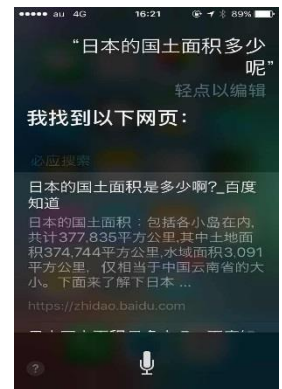 au 4G 16:21 89%
“日本的国土面积多少
呢”
轻点以编辑
我找到以下网页：
必应搜索
日本的国土面积是多少啊?_百度
知道
日本的国土面积：包括各小岛在内,
共计377,835平方公里,其中土地面
积374,744平方公里,水域面积3,091
平方公里，仅相当于中国云南省的大
小。下面来了解下日本 ...
https://zhidao.baidu.com
?